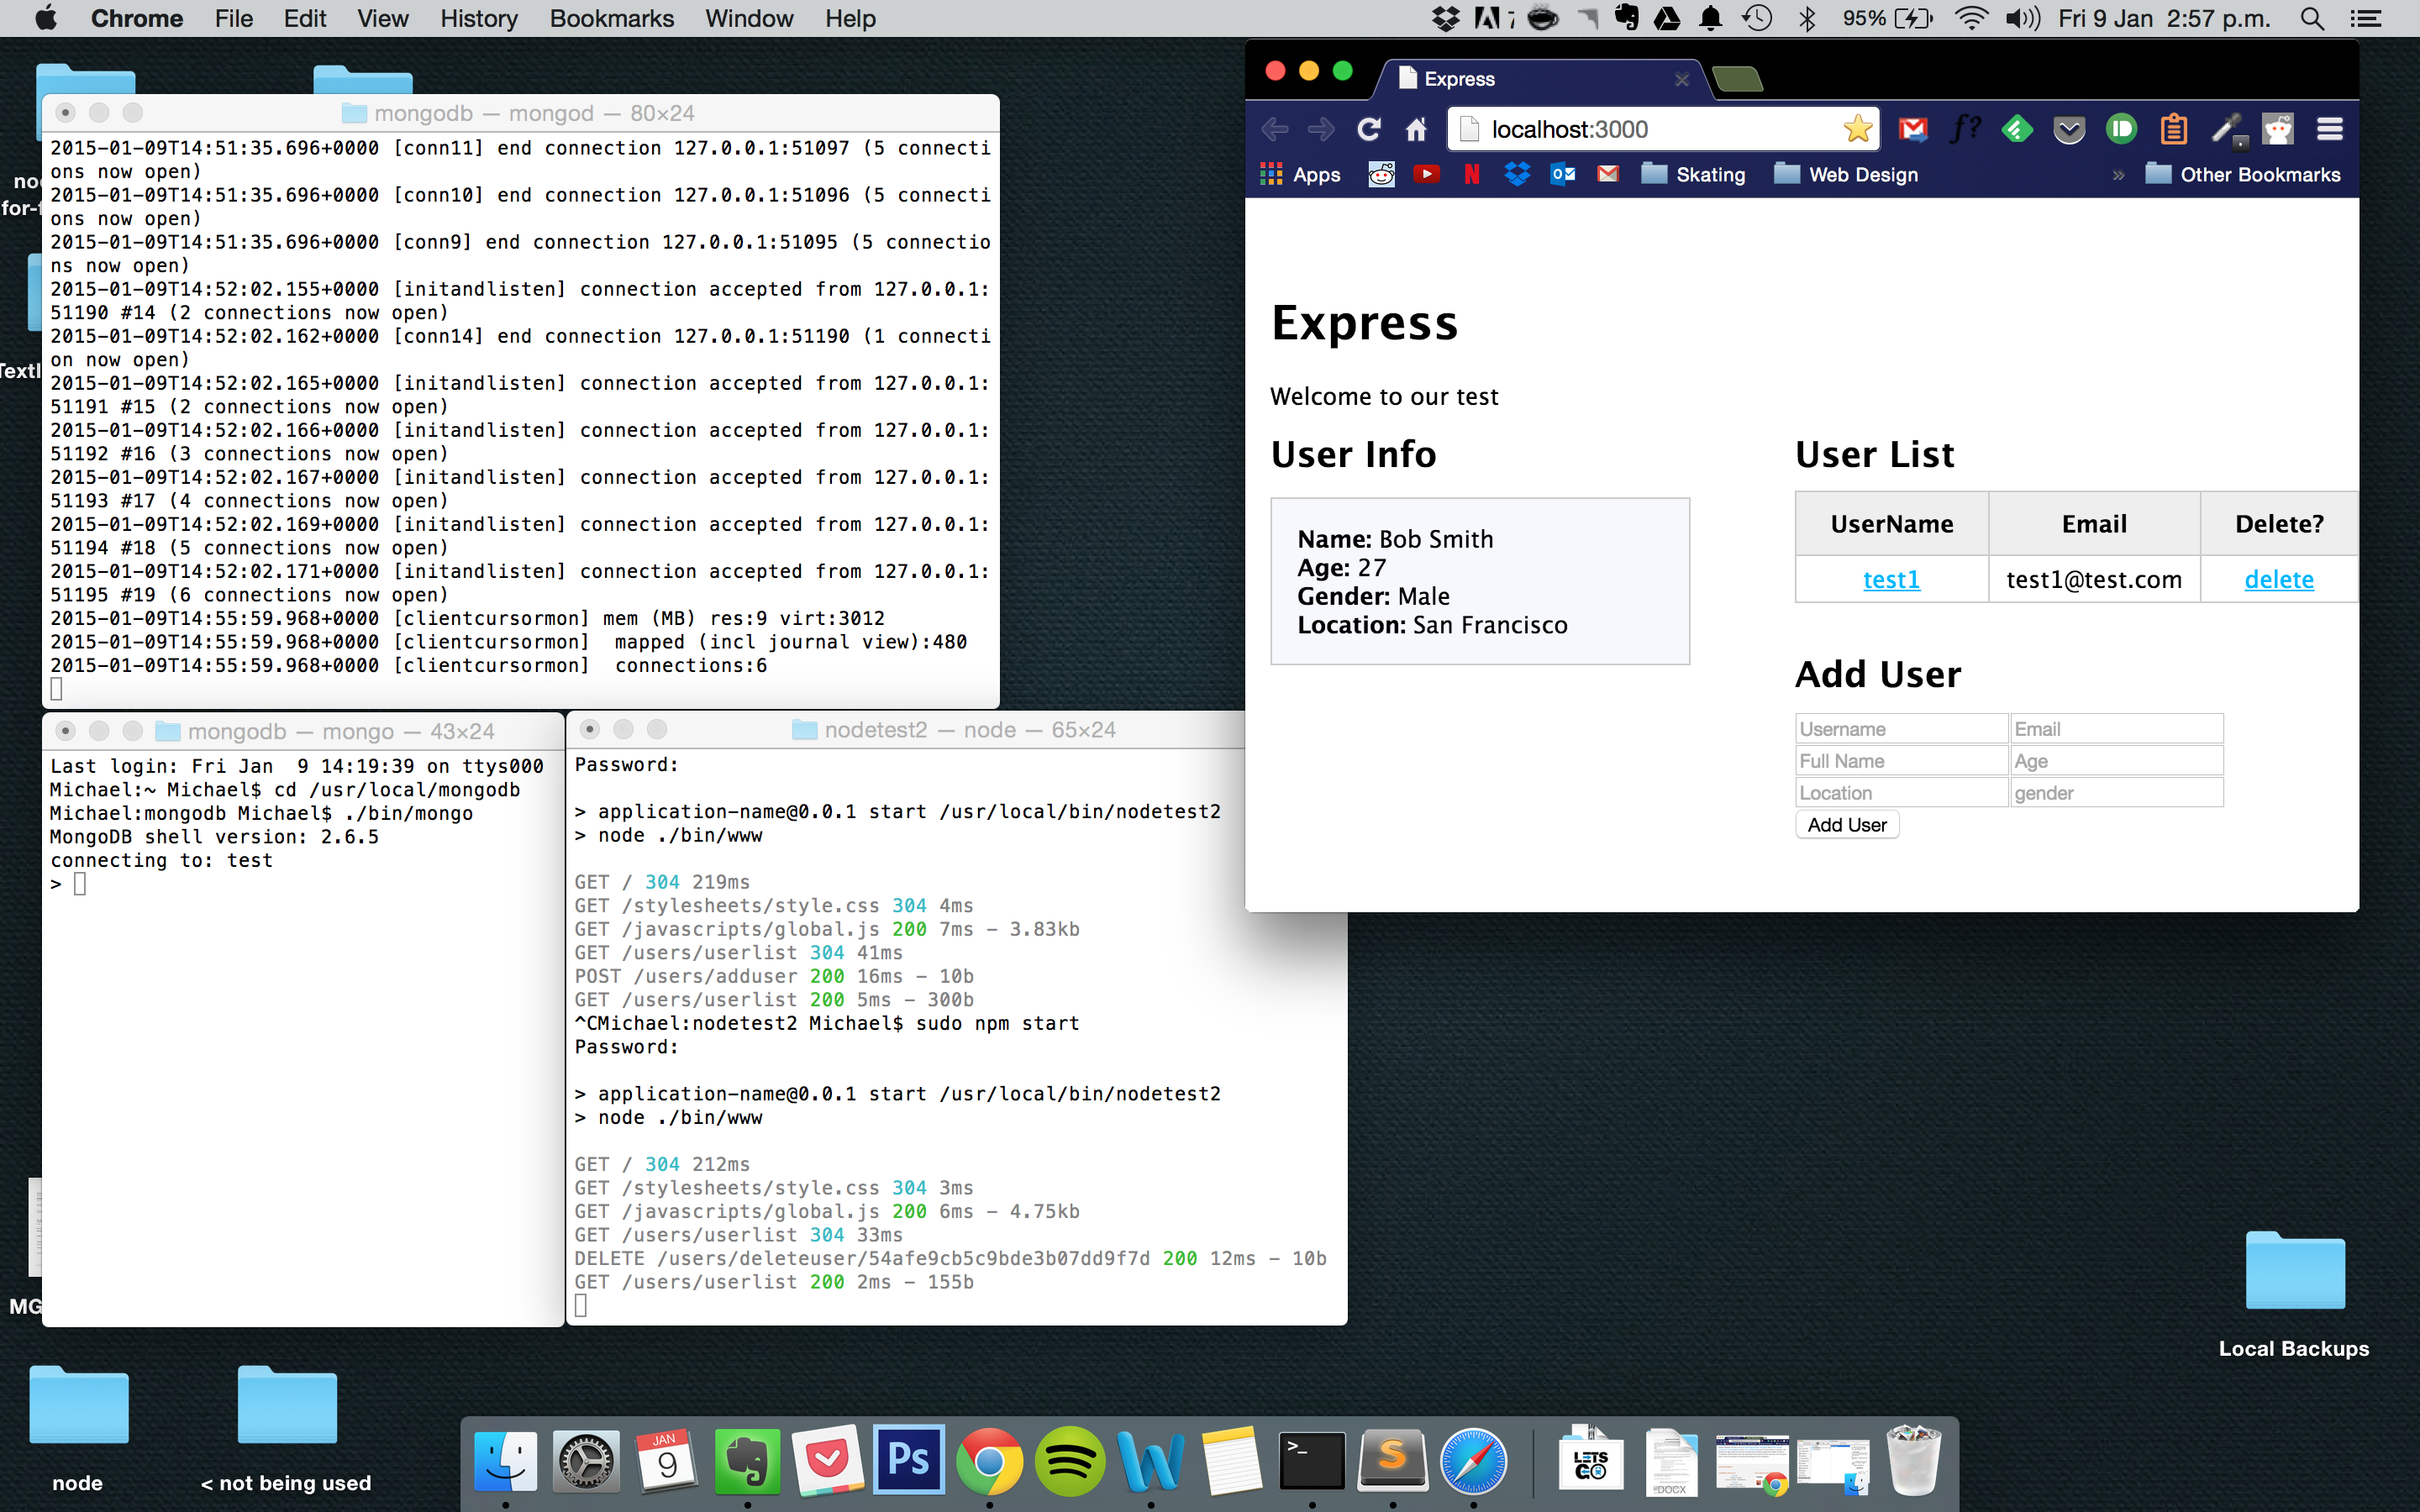 Chrome File Edit View History Bookmarks Window Help
7 95% Fri 9 Jan 2:57 p.m.
for-f
TextI
MG
mongodb — mongod — 80×24
2015-01-09T14:51:35.696+0000 [conn11] end connection 127.0.0.1:51097 (5 connecti
ons now open)
2015-01-09T14:51:35.696+0000 [conn10] end connection 127.0.0.1:51096 (5 connecti
ons now open)
2015-01-09T14:51:35.696+0000 [conn9] end connection 127.0.0.1:51095 (5 connectio
ns now open)
2015-01-09T14:52:02.155+0000 [initandlisten] connection accepted from 127.0.0.1:
51190 #14 (2 connections now open)
2015-01-09T14:52:02.162+0000 [conn14] end connection 127.0.0.1:51190 (1 connecti
on now open)
2015-01-09T14:52:02.165+0000 [initandlisten] connection accepted from 127.0.0.1:
51191 #15 (2 connections now open)
2015-01-09T14:52:02.166+0000 [initandlisten] connection accepted from 127.0.0.1:
51192 #16 (3 connections now open)
2015-01-09T14:52:02.167+0000 [initandlisten] connection accepted from 127.0.0.1:
51193 #17 (4 connections now open)
2015-01-09T14:52:02.169+0000 [initandlisten] connection accepted from 127.0.0.1:
51194 #18 (5 connections now open)
2015-01-09T14:52:02.171+0000 [initandlisten] connection accepted from 127.0.0.1:
51195 #19 (6 connections now open)
2015-01-09T14:55:59.968+0000 [clientcursormon] mem (MB) res:9 virt:3012
2015-01-09T14:55:59.968+0000 [clientcursormon]  mapped (incl journal view):480
2015-01-09T14:55:59.968+0000 [clientcursormon]  connections:6
mongodb — mongo — 43×24
Last login: Fri Jan  9 14:19:39 on ttys000
Michael:~ Michael$ cd /usr/local/mongodb
Michael:mongodb Michael$ ./bin/mongo
MongoDB shell version: 2.6.5
connecting to: test
>
nodetest2 — node — 65×24
Password:
> application-name@0.0.1 start /usr/local/bin/nodetest2
> node ./bin/www
GET / 304 219ms
GET /stylesheets/style.css 304 4ms
GET /javascripts/global.js 200 7ms - 3.83kb
GET /users/userlist 304 41ms
POST /users/adduser 200 16ms - 10b
GET /users/userlist 200 5ms - 300b
^CMichael:nodetest2 Michael$ sudo npm start
Password:
> application-name@0.0.1 start /usr/local/bin/nodetest2
> node ./bin/www
GET / 304 212ms
GET /stylesheets/style.css 304 3ms
GET /javascripts/global.js 200 6ms - 4.75kb
GET /users/userlist 304 33ms
DELETE /users/deleteuser/54afe9cb5c9bde3b07dd9f7d 200 12ms - 10b
GET /users/userlist 200 2ms - 155b
Express
localhost:3000
f?
Apps Skating Web Design » Other Bookmarks
Express
Welcome to our test
User Info
Name: Bob Smith
Age: 27
Gender: Male
Location: San Francisco
User List
UserName Email Delete?
test1 test1@test.com delete
Add User
Username Email
Full Name Age
Location gender
Add User
Local Backups
node
< not being used
JAN
9
Ps
>_
LETS
GO
DOCX